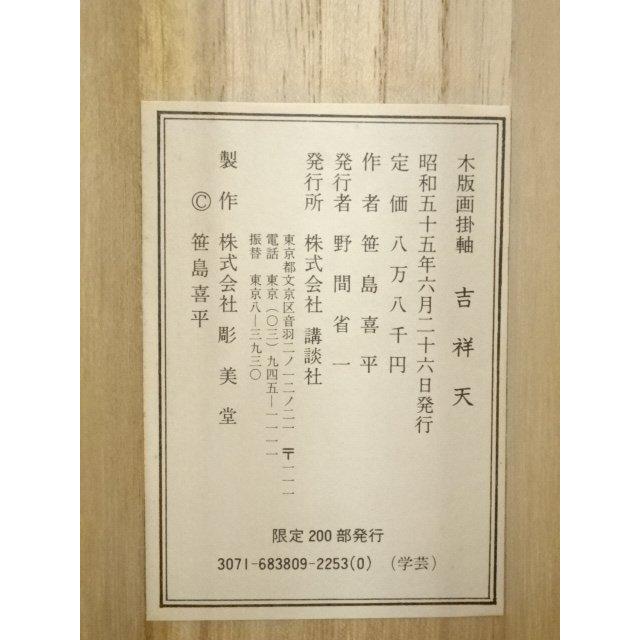 木版画掛軸 吉祥天
昭和五十五年六月二十六日発行
定価 八万八千円
作者 笹島喜平
発行者 野間省一
発行所 株式会社 講談社
東京都文京区音羽二ノ一二ノ二一 〒一一一
電話 東京(〇三)九四五―一一一一
振替 東京八―三九三〇
製作 株式会社 彫美堂
© 笹島喜平
限定200部発行
3071-683809-2253(0) (学芸)